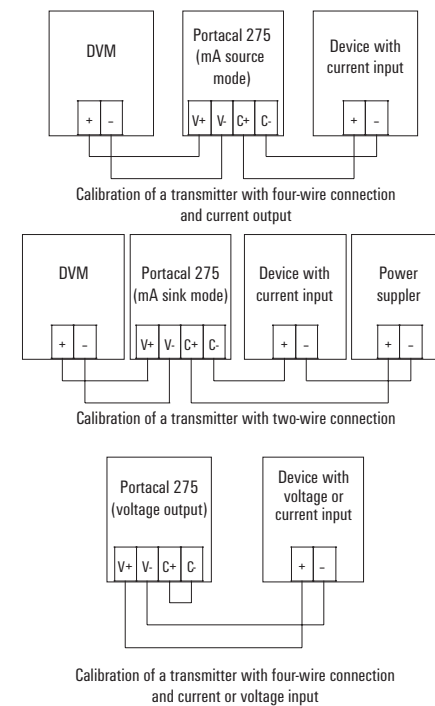 DVM
Portacal 275
(mA source
mode)
Device with
current input
+ –
V+ V- C+ C-
+ –
Calibration of a transmitter with four-wire connection
and current output
DVM
Portacal 275
(mA sink mode)
Device with
current input
Power
suppler
+ –
V+ V- C+ C-
+ –
+ –
Calibration of a transmitter with two-wire connection
Portacal 275
(voltage output)
Device with
voltage or
current input
V+ V- C+ C-
+ –
Calibration of a transmitter with four-wire connection
and current or voltage input